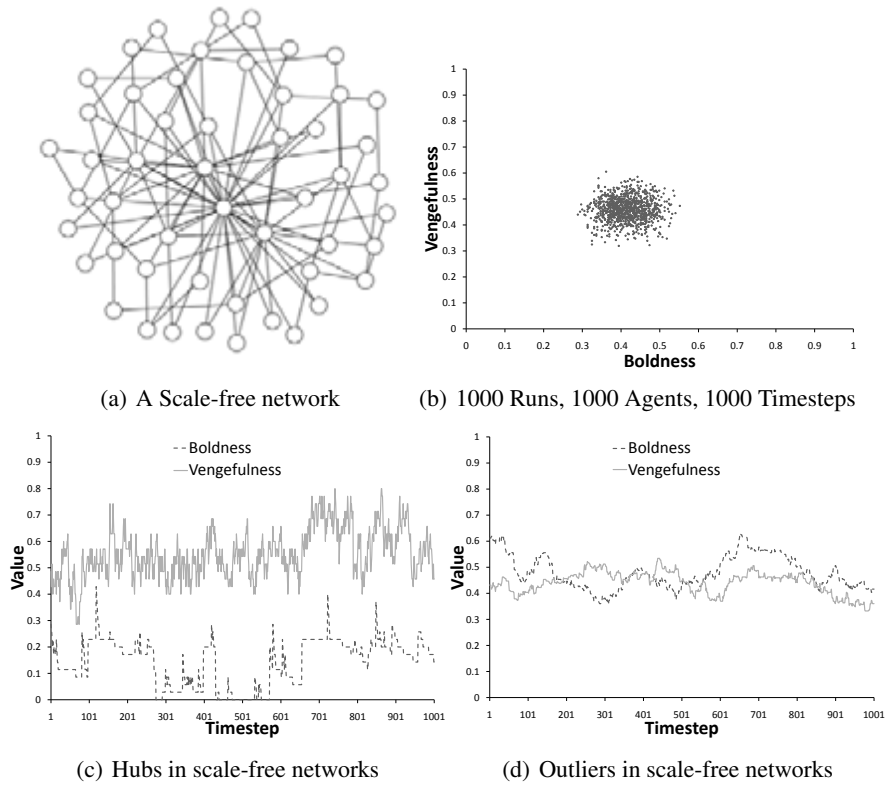 Vengefulness
1
0.9
0.8
0.7
0.6
0.5
0.4
0.3
0.2
0.1
0
0 0.1 0.2 0.3 0.4 0.5 0.6 0.7 0.8 0.9 1
Boldness
(a) A Scale-free network
(b) 1000 Runs, 1000 Agents, 1000 Timesteps
Value
1
0.9
0.8
0.7
0.6
0.5
0.4
0.3
0.2
0.1
0
Boldness
Vengefulness
1 101 201 301 401 501 601 701 801 901 1001
Timestep
(c) Hubs in scale-free networks
Value
1
0.9
0.8
0.7
0.6
0.5
0.4
0.3
0.2
0.1
0
Boldness
Vengefulness
1 101 201 301 401 501 601 701 801 901 1001
Timestep
(d) Outliers in scale-free networks